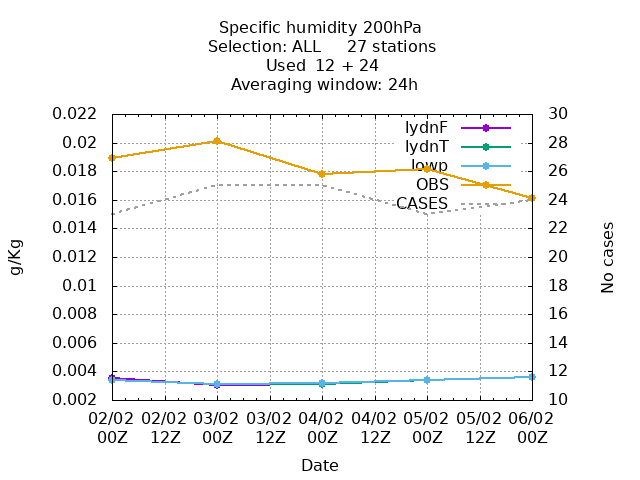 Specific humidity 200hPa
Selection: ALL     27 stations
Used  12 + 24
Averaging window: 24h
0.022
0.02
0.018
0.016
0.014
0.012
0.01
0.008
0.006
0.004
0.002
g/Kg
lydnF
lydnT
lowp
OBS
CASES
30
28
26
24
22
20
18
16
14
12
10
No cases
02/02 02/02 03/02 03/02 04/02 04/02 05/02 05/02 06/02
00Z 12Z 00Z 12Z 00Z 12Z 00Z 12Z 00Z
Date